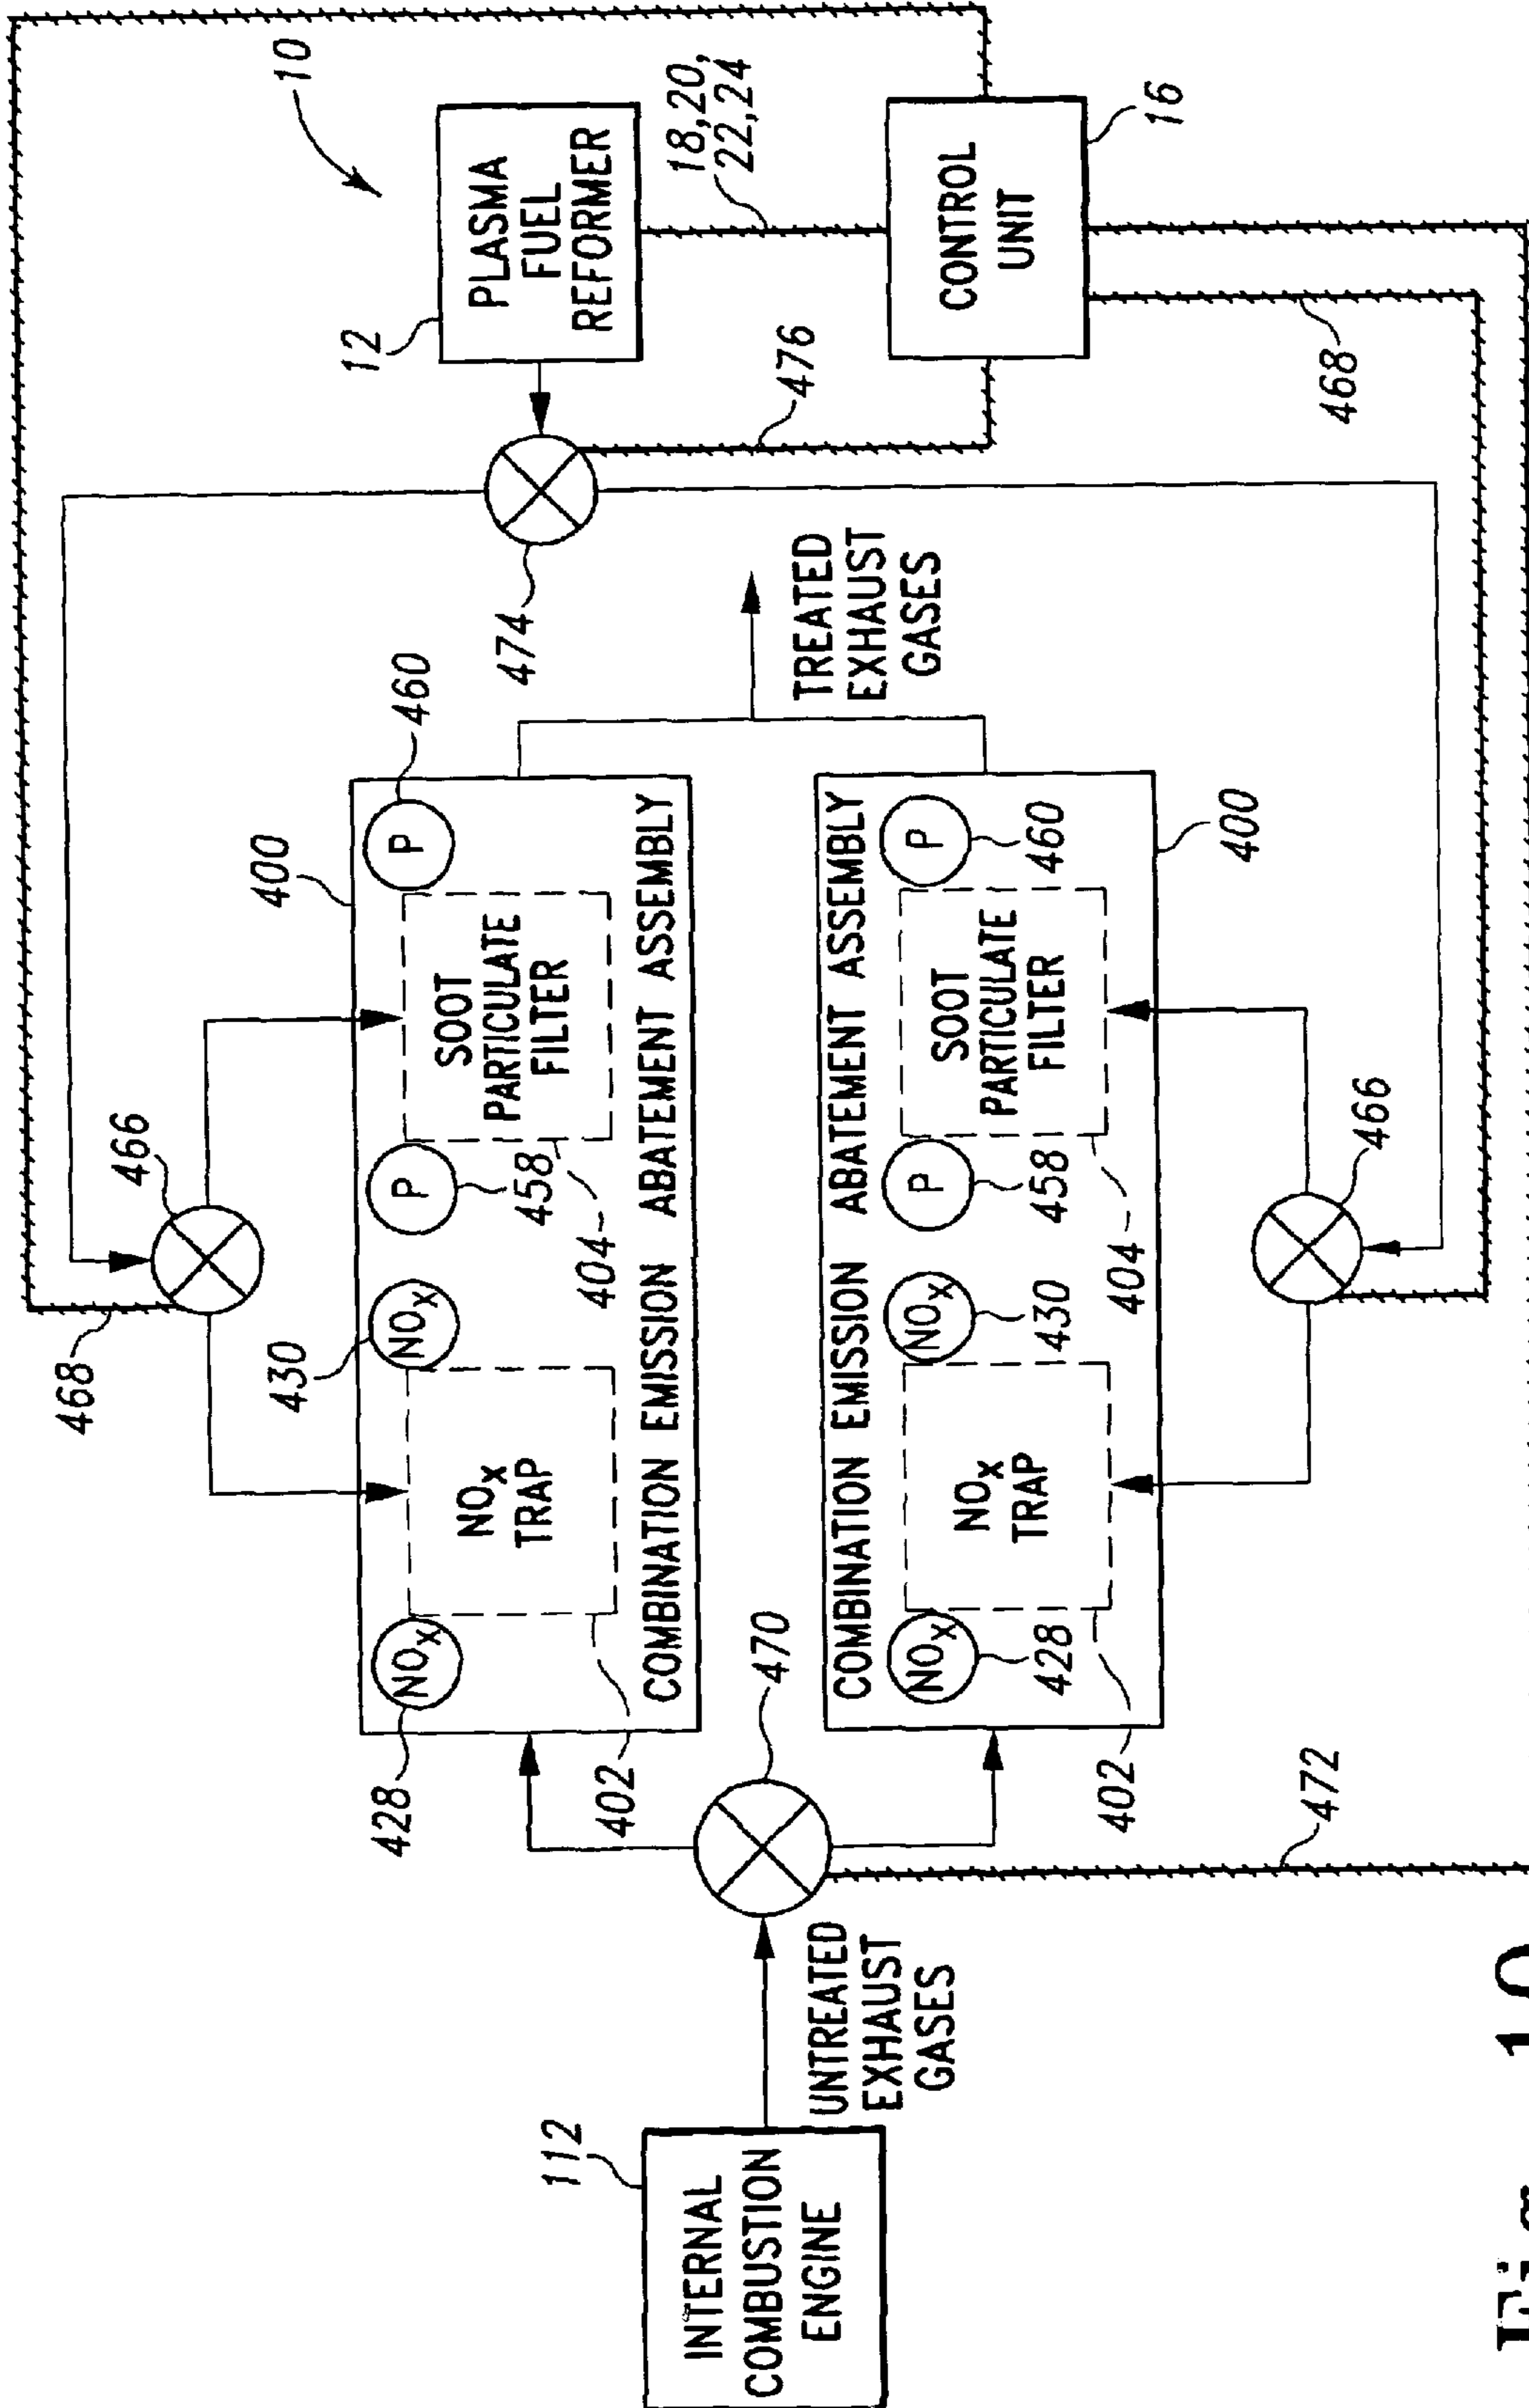 10
PLASMA
FUEL
REFORMER
12
18,20,
22,24
CONTROL
UNIT
16
476
468
474
TREATED
EXHAUST
GASES
466
468
400
460
P
SOOT
PARTICULATE
FILTER
P
458
404
NOX
430
NOX
TRAP
NOX
428
402
COMBINATION EMISSION ABATEMENT ASSEMBLY
COMBINATION EMISSION ABATEMENT ASSEMBLY
400
P
460
SOOT
PARTICULATE
FILTER
P
458
404
NOX
430
NOX
TRAP
NOX
428
402
466
470
472
UNTREATED
EXHAUST
GASES
112
INTERNAL
COMBUSTION
ENGINE